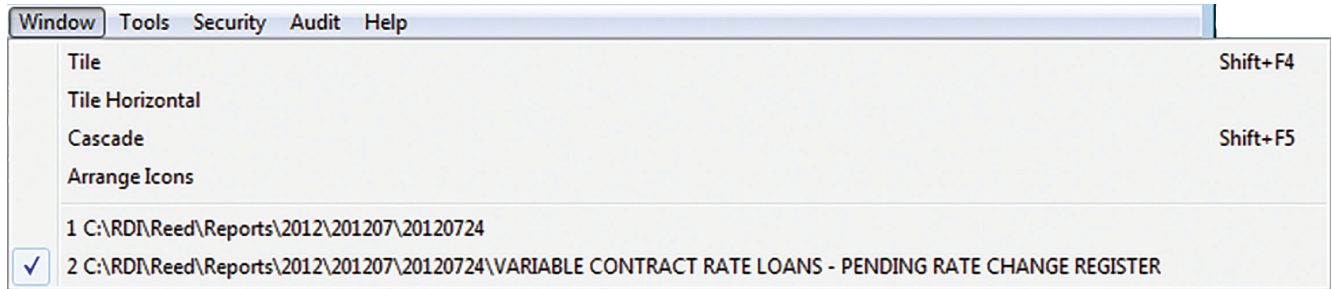 Window Tools Security Audit Help
Tile Shift+F4
Tile Horizontal
Cascade Shift+F5
Arrange Icons
1 C:\RDI\Reed\Reports\2012\201207\20120724
2 C:\RDI\Reed\Reports\2012\201207\20120724\VARIABLE CONTRACT RATE LOANS - PENDING RATE CHANGE REGISTER